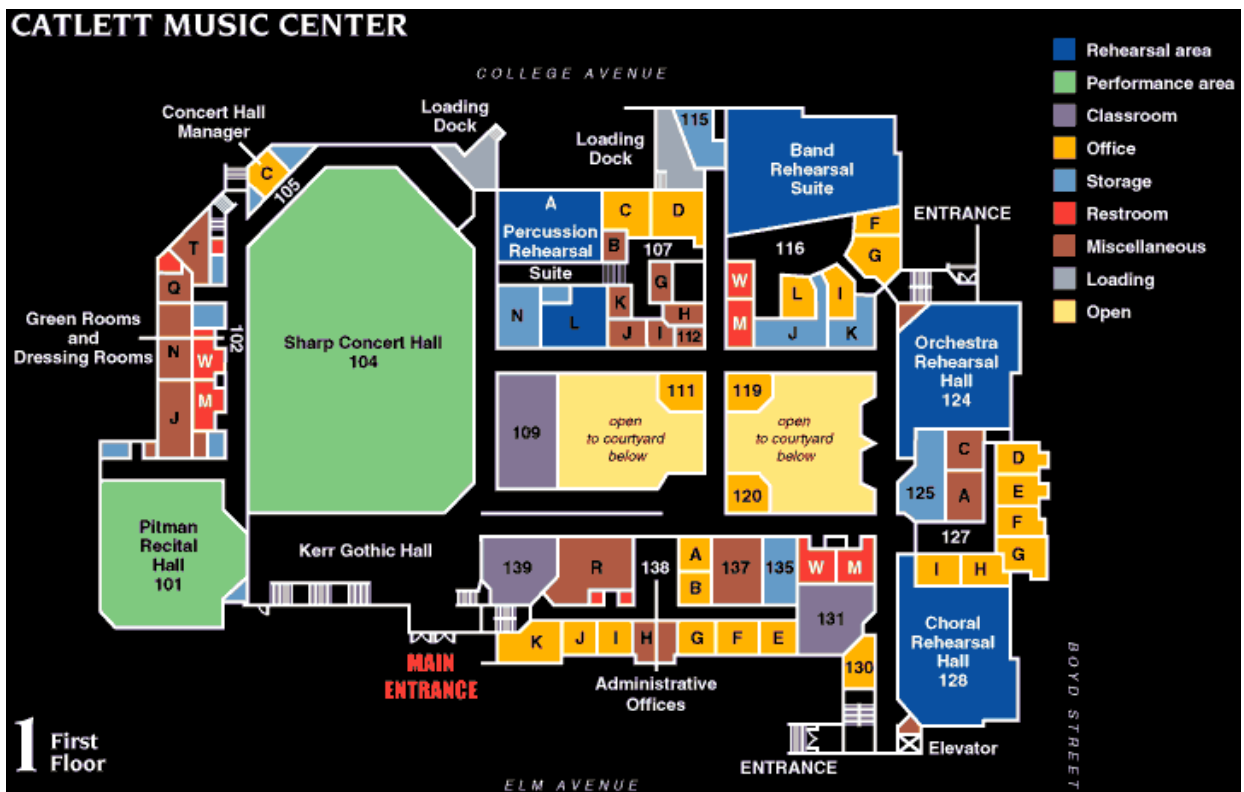 CATLETT MUSIC CENTER
COLLEGE AVENUE
Rehearsal area
Performance area
Classroom
Office
Storage
Restroom
Miscellaneous
Loading
Open
Concert Hall
Manager
Loading
Dock
Loading
Dock
115
Band
Rehearsal
Suite
C
105
A
Percussion
Rehearsal
Suite
C
D
B
107
116
F
G
ENTRANCE
T
Q
G
K
H
J
I
112
N
L
W
M
L
I
J
K
Green Rooms
and
Dressing Rooms
102
N
W
M
J
Sharp Concert Hall
104
Orchestra
Rehearsal
Hall
124
109
111
open
to courtyard
below
119
open
to courtyard
below
120
125
C
A
D
E
F
G
127
I
H
Pitman
Recital
Hall
101
Kerr Gothic Hall
139
R
138
A
B
137
135
W
M
131
K
J
I
H
G
F
E
130
Choral
Rehearsal
Hall
128
MAIN
ENTRANCE
Administrative
Offices
BOYD STREET
1 First
Floor
ENTRANCE
Elevator
ELM AVENUE